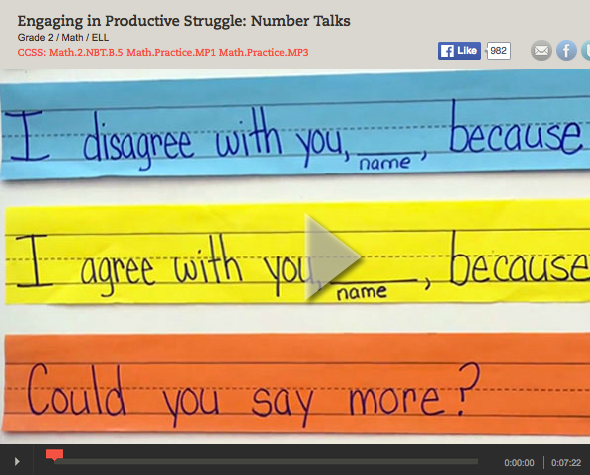 Engaging in Productive Struggle: Number Talks
Grade 2 / Math / ELL
CCSS: Math.2.NBT.B.5 Math.Practice.MP1 Math.Practice.MP3
Like 982
I disagree with you, ____, because
name
I agree with you, ____, because
name
Could you say more?
0:00:00 0:07:22